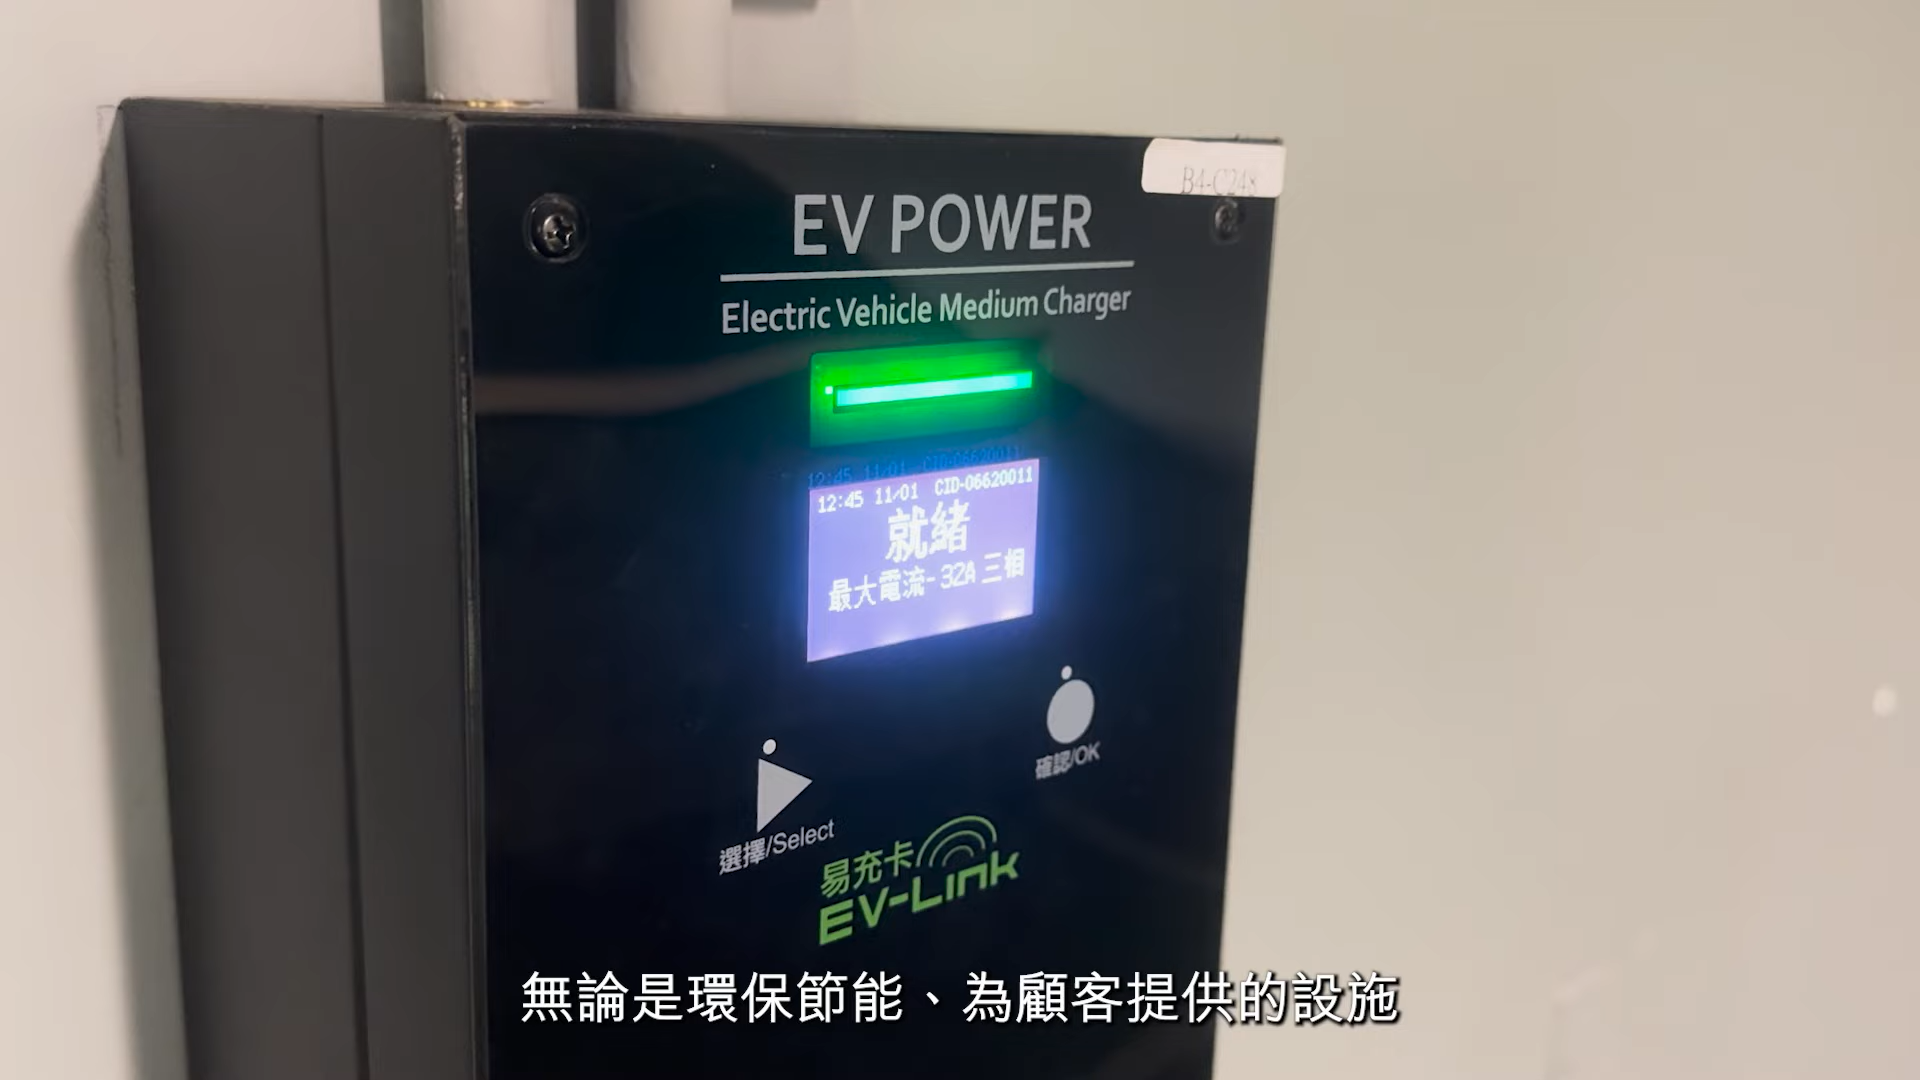 B4-C248
EV POWER
Electric Vehicle Medium Charger
12:45 11/01 CID-06620011
就緒
最大電流-32A 三相
確認/OK
選擇/Select
易充卡
EV-Link
無論是環保節能、為顧客提供的設施